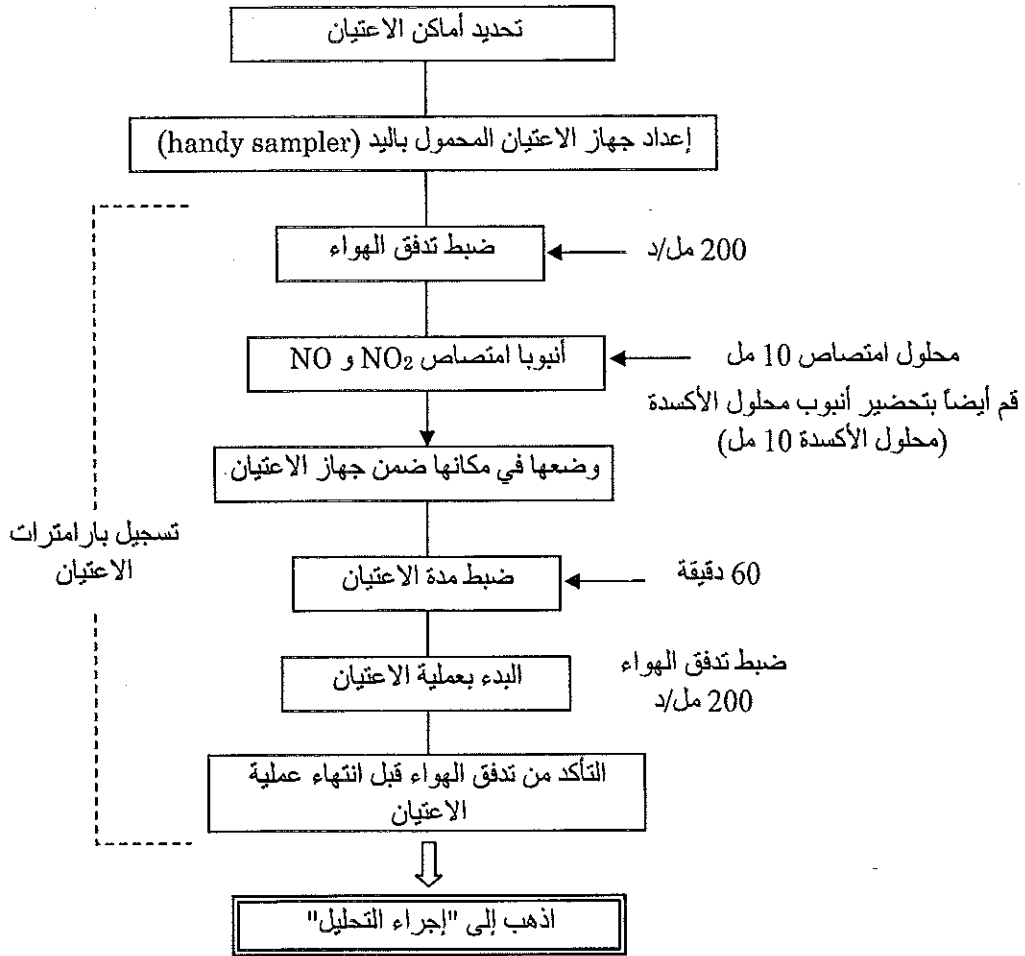 تحديد أماكن الاعتيان
إعداد جهاز الاعتيان المحمول باليد (handy sampler)
ضبط تدفق الهواء
200 مل/د
أنبوبا امتصاص NO₂ و NO
محلول امتصاص 10 مل
قم أيضاً بتحضير أنبوب محلول الأكسدة
(محلول الأكسدة 10 مل)
وضعها في مكانها ضمن جهاز الاعتيان
تسجيل بارامترات
الاعتيان
ضبط مدة الاعتيان
60 دقيقة
البدء بعملية الاعتيان
ضبط تدفق الهواء
200 مل/د
التأكد من تدفق الهواء قبل انتهاء عملية
الاعتيان
اذهب إلى "إجراء التحليل"